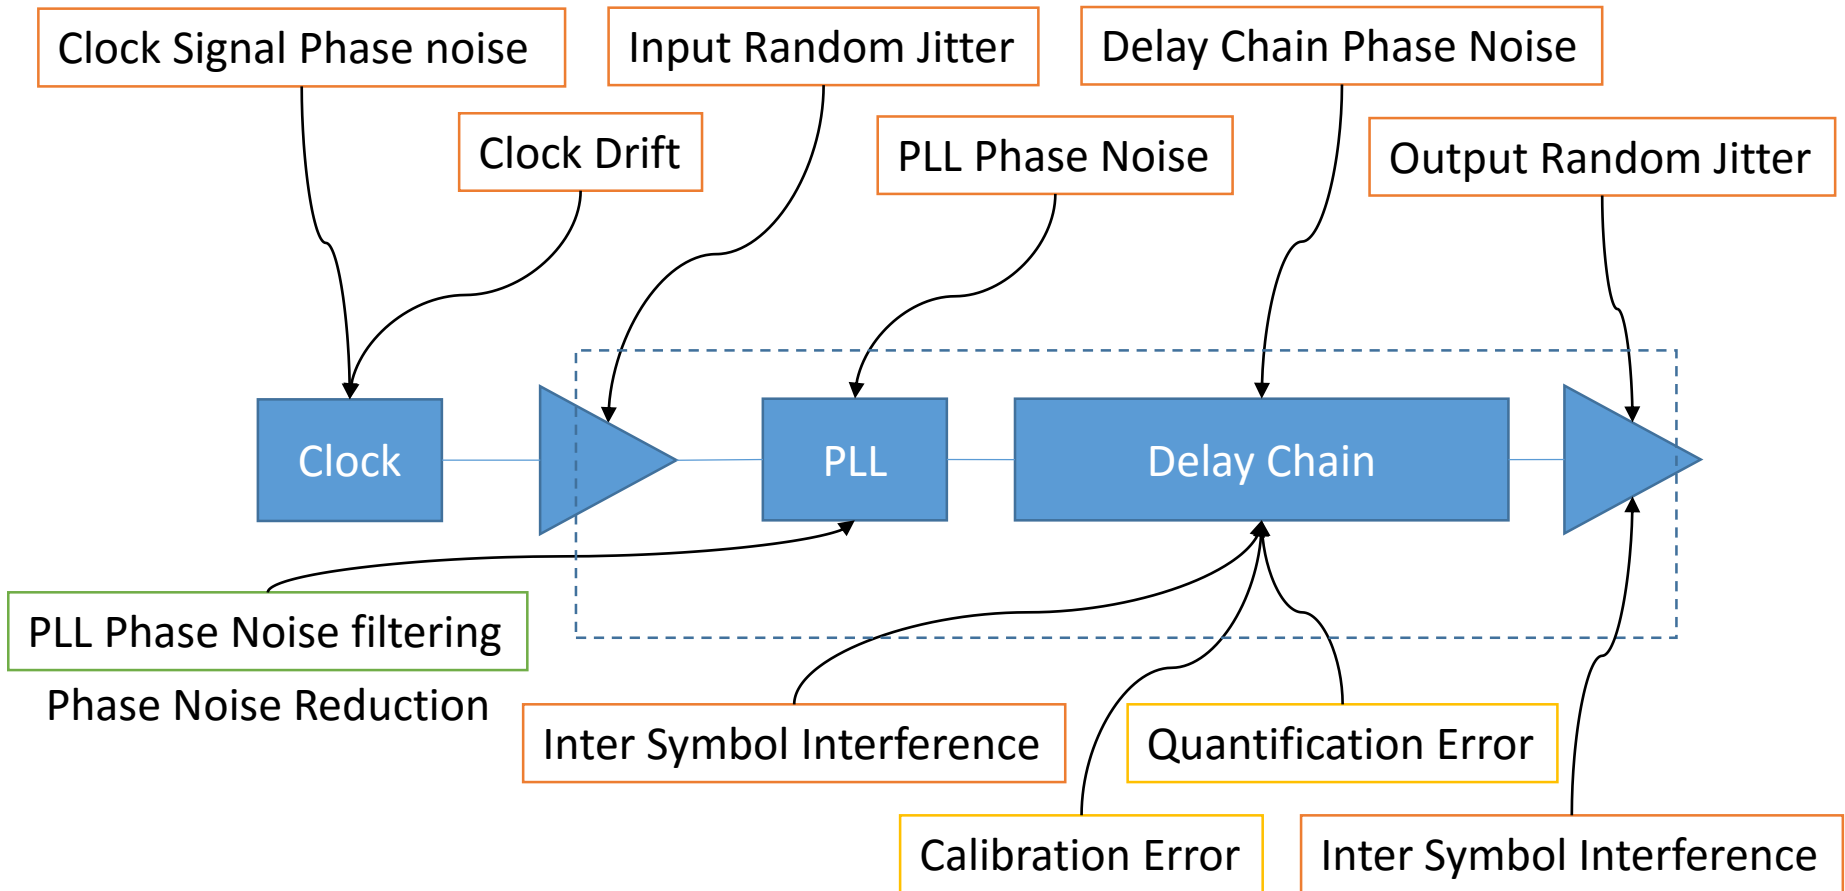 Clock Signal Phase noise
Input Random Jitter
Delay Chain Phase Noise
Clock Drift
PLL Phase Noise
Output Random Jitter
Clock
PLL
Delay Chain
PLL Phase Noise filtering
Phase Noise Reduction
Inter Symbol Interference
Quantification Error
Calibration Error
Inter Symbol Interference